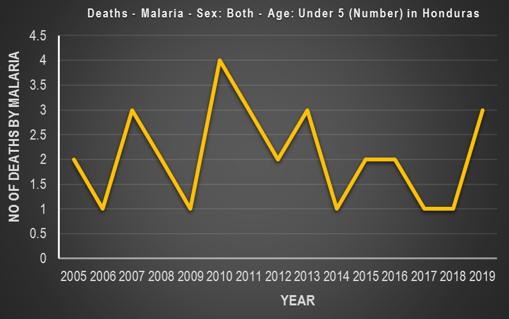 Deaths - Malaria - Sex: Both - Age: Under 5 (Number) in Honduras
NO OF DEATHS BY MALARIA
4.5
4
3.5
3
2.5
2
1.5
1
0.5
0
2005 2006 2007 2008 2009 2010 2011 2012 2013 2014 2015 2016 2017 2018 2019
YEAR